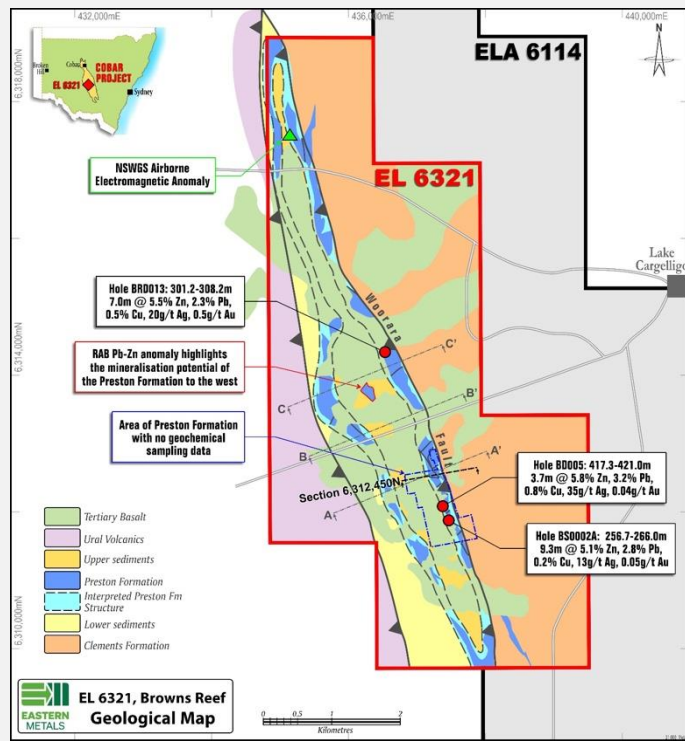 432,000mE
436,000mE
440,000mE
6,318,000mN
6,314,000mN
6,310,000mN
Broken
Hill
Cobar
COBAR
PROJECT
EL 6321
Sydney
ELA 6114
N
EL 6321
NSWGS Airborne
Electromagnetic Anomaly
Lake
Cargelligo
Hole BRD013: 301.2-308.2m
7.0m @ 5.5% Zn, 2.3% Pb,
0.5% Cu, 20g/t Ag, 0.5g/t Au
Woorara
Fault
RAB Pb-Zn anomaly highlights
the mineralisation potential of
the Preston Formation to the west
C
C'
B
B'
A
A'
Area of Preston Formation
with no geochemical
sampling data
Section 6,312,450N
Hole BD005: 417.3-421.0m
3.7m @ 5.8% Zn, 3.2% Pb,
0.8% Cu, 35g/t Ag, 0.04g/t Au
Hole BS0002A: 256.7-266.0m
9.3m @ 5.1% Zn, 2.8% Pb,
0.2% Cu, 13g/t Ag, 0.05g/t Au
Tertiary Basalt
Ural Volcanics
Upper sediments
Preston Formation
Interpreted Preston Fm
Structure
Lower sediments
Clements Formation
EASTERN
METALS
EL 6321, Browns Reef
Geological Map
0 1 2
Kilometres